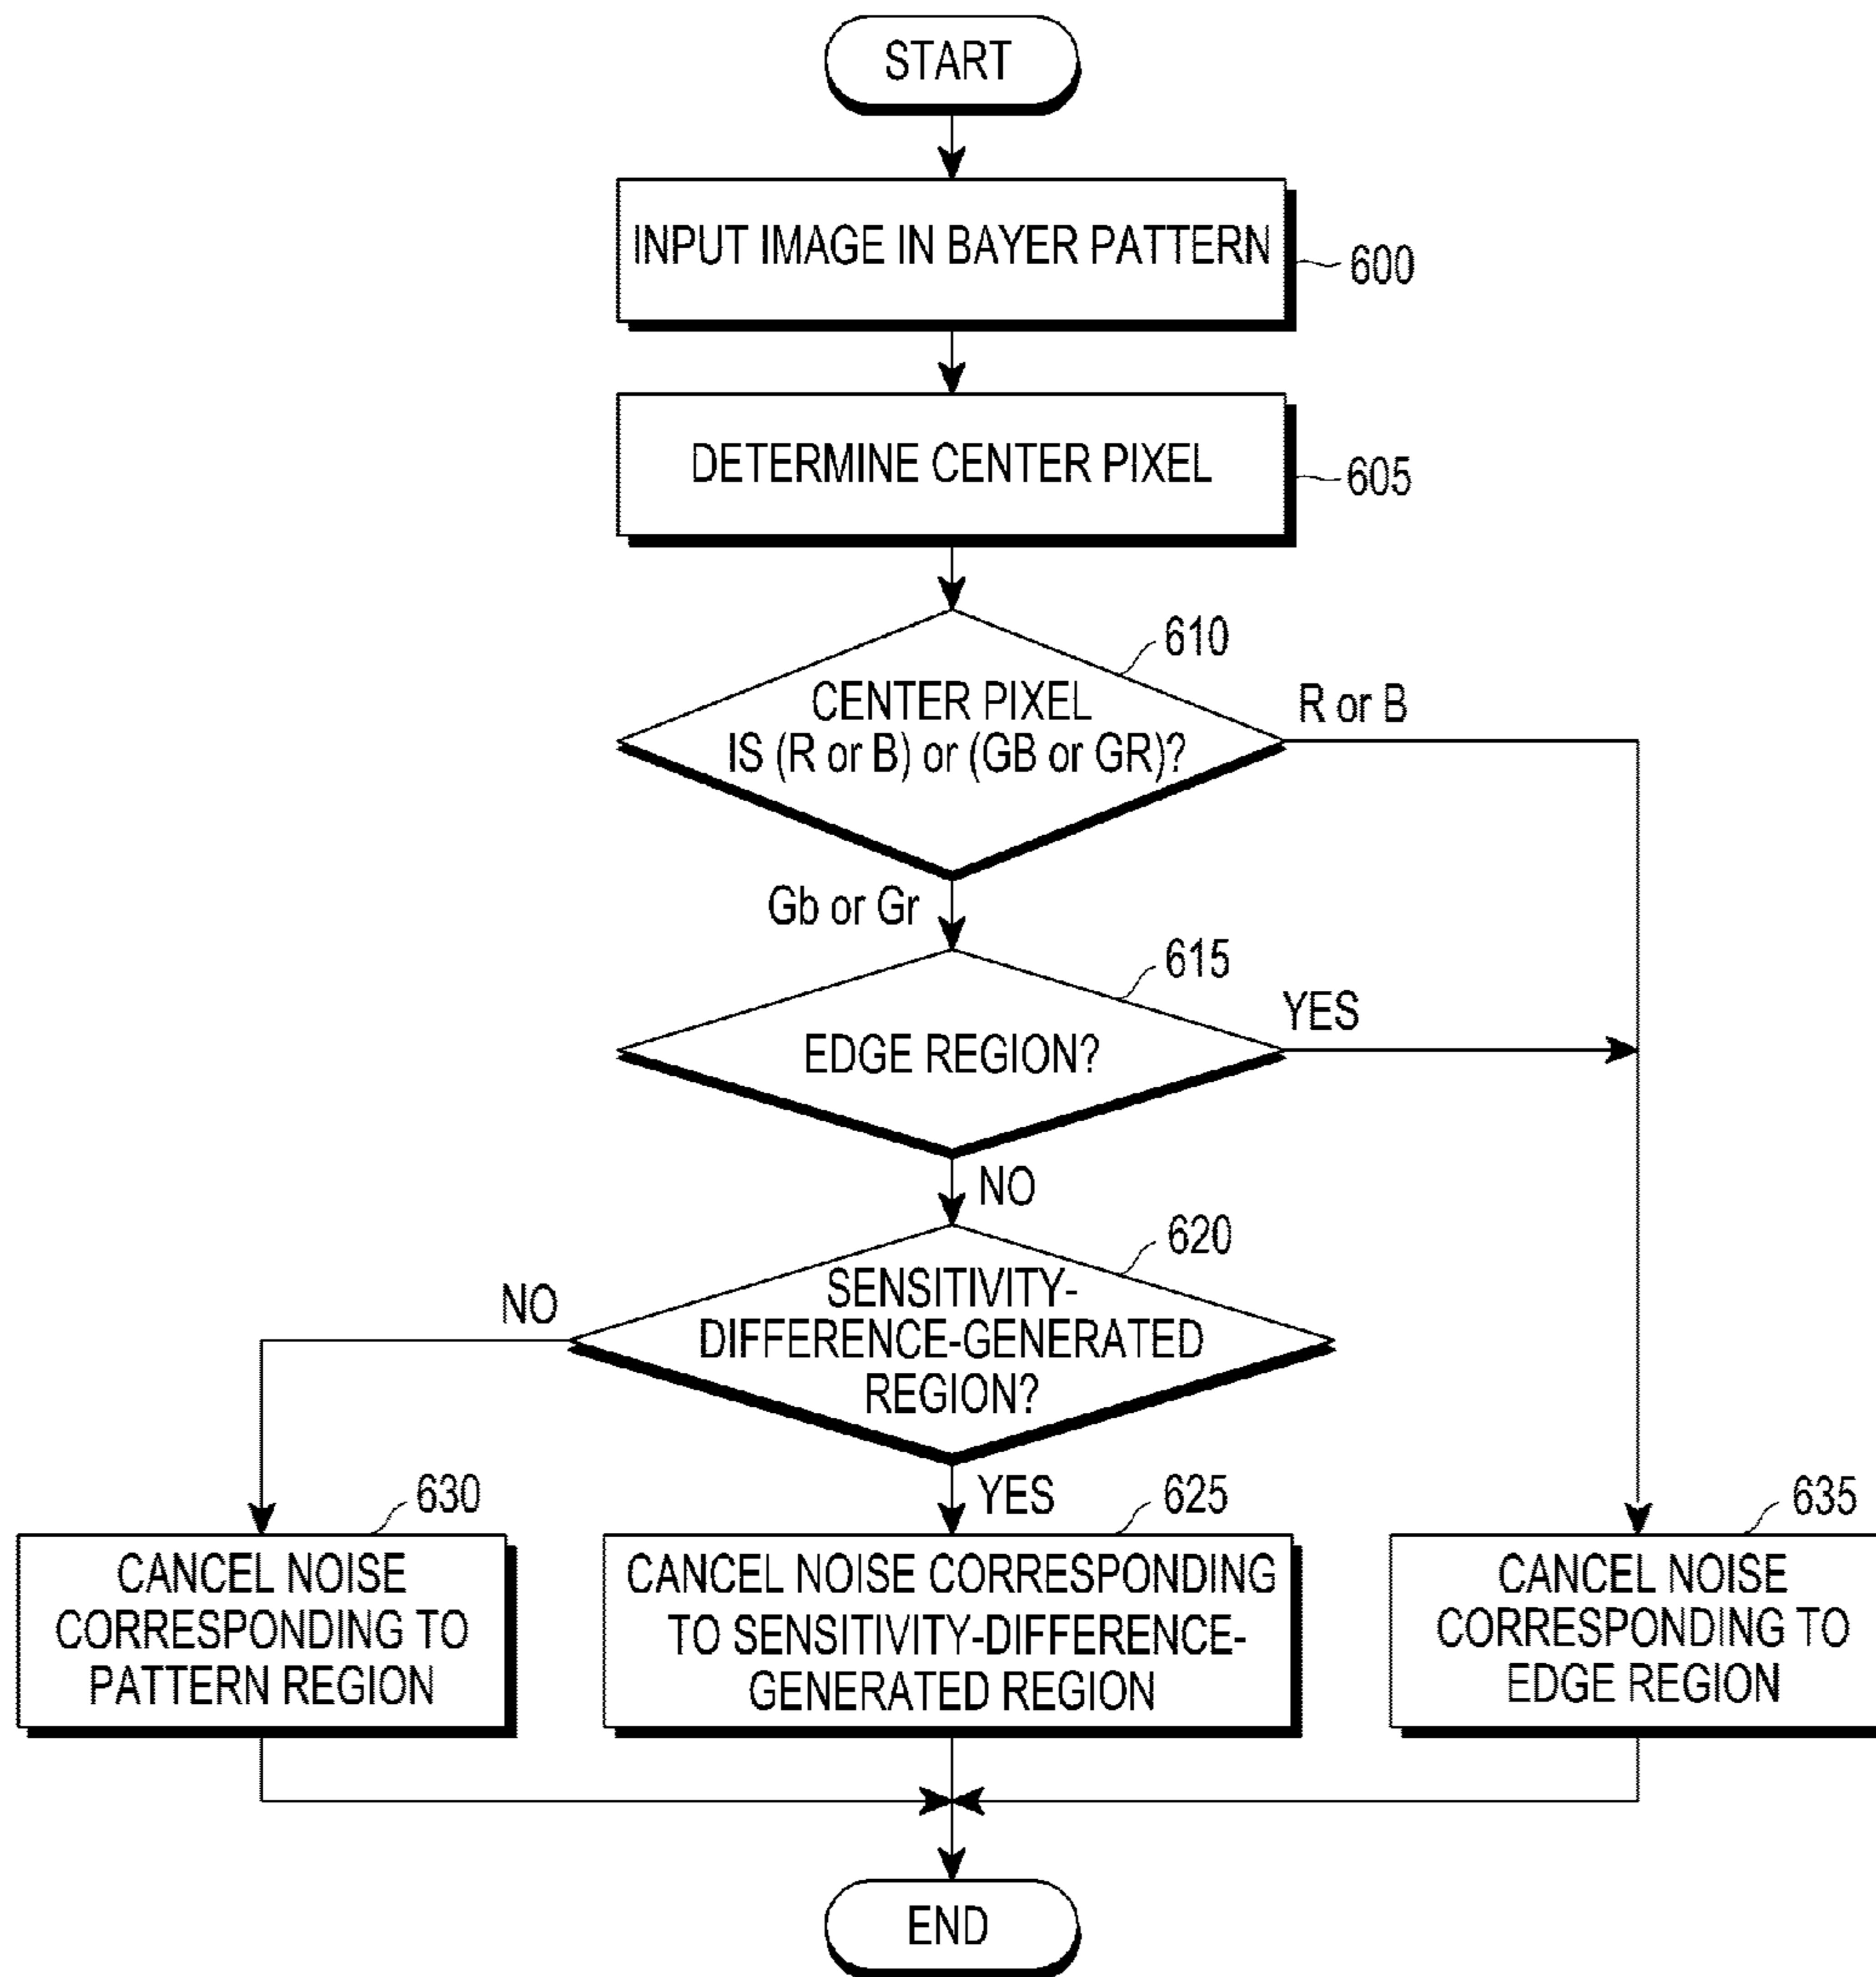 START
INPUT IMAGE IN BAYER PATTERN
600
DETERMINE CENTER PIXEL
605
610
CENTER PIXEL
IS (R or B) or (GB or GR)?
R or B
Gb or Gr
615
EDGE REGION?
YES
NO
620
SENSITIVITY-
DIFFERENCE-GENERATED
REGION?
NO
YES
630
CANCEL NOISE
CORRESPONDING TO
PATTERN REGION
625
CANCEL NOISE CORRESPONDING
TO SENSITIVITY-DIFFERENCE-
GENERATED REGION
635
CANCEL NOISE
CORRESPONDING TO
EDGE REGION
END